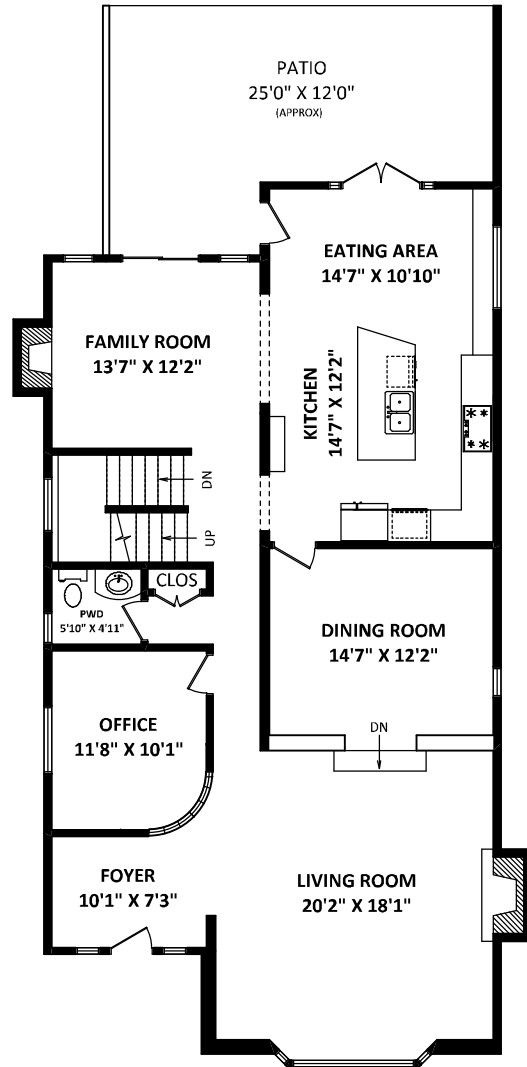 PATIO
25'0" X 12'0"
(APPROX)
EATING AREA
14'7" X 10'10"
FAMILY ROOM
13'7" X 12'2"
KITCHEN
14'7" X 12'2"
DN
UP
CLOS
PWD
5'10" X 4'11"
DINING ROOM
14'7" X 12'2"
OFFICE
11'8" X 10'1"
DN
FOYER
10'1" X 7'3"
LIVING ROOM
20'2" X 18'1"